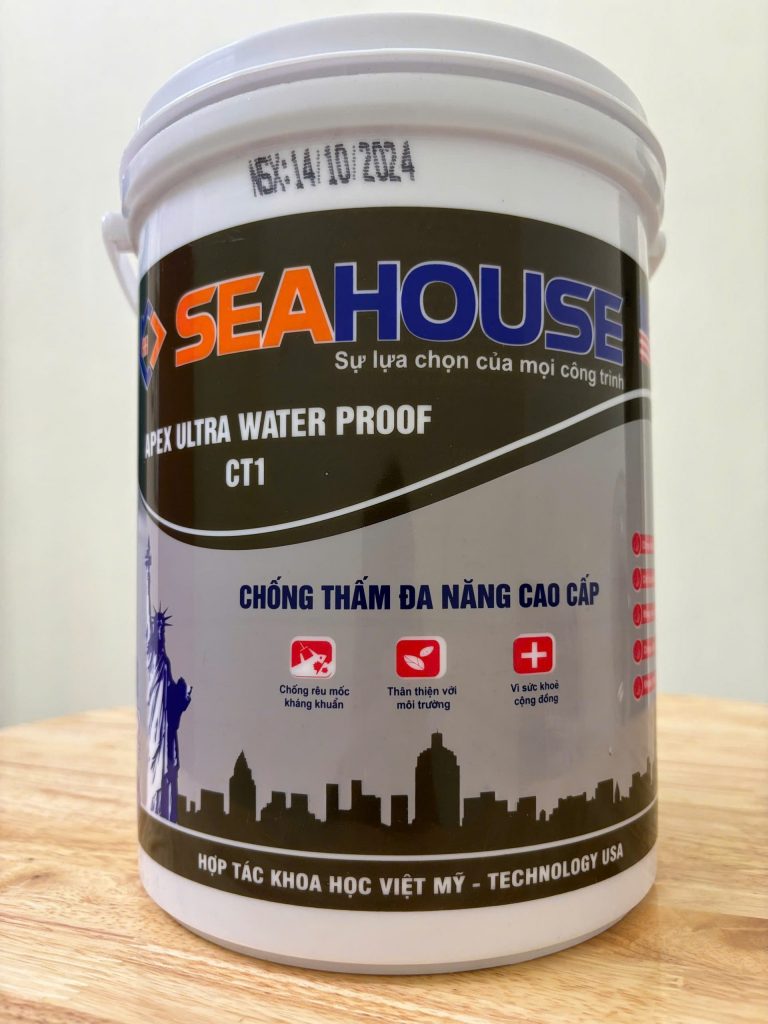 NSX:14/10/2024
SEAHOUSE
Sự lựa chọn của mọi công trình
APEX ULTRA WATER PROOF
CT1
CHỐNG THẤM ĐA NĂNG CAO CẤP
Chống rêu mốc
kháng khuẩn
Thân thiện với
môi trường
Vì sức khoẻ
cộng đồng
HỢP TÁC KHOA HỌC VIỆT MỸ - TECHNOLOGY USA